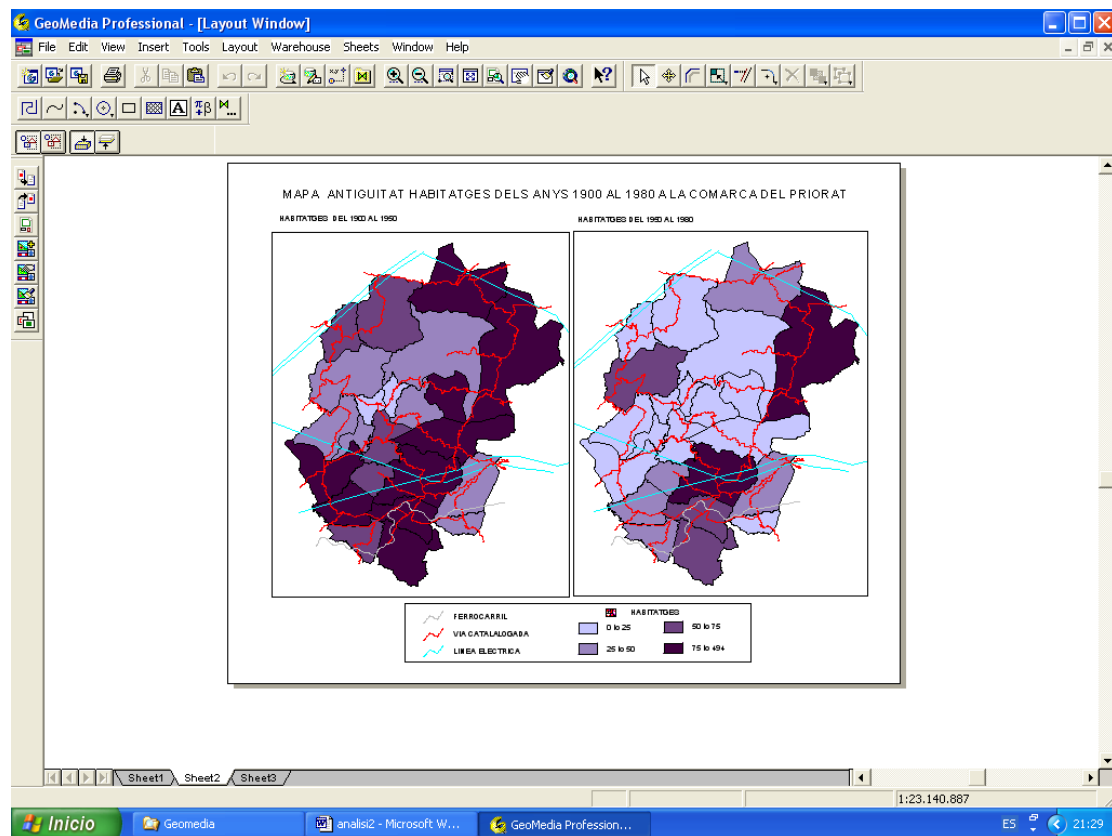 GeoMedia Professional - [Layout Window]
File Edit View Insert Tools Layout Warehouse Sheets Window Help
MAPA ANTIGUITAT HABITATGES DELS ANYS 1900 AL 1980 A LA COMARCA DEL PRIORAT
HABITATGES DEL 1900 AL 1950
HABITATGES DEL 1950 AL 1980
FERROCARRIL
VIA CATALALOGADA
LINEA ELECTRICA
HABITATGES
0 to 25
50 to 75
25 to 50
75 to 494
Sheet1 Sheet2 Sheet3
1:23.140.887
Inicio Geomedia analisi2 - Microsoft W... GeoMedia Profession... ES 21:29